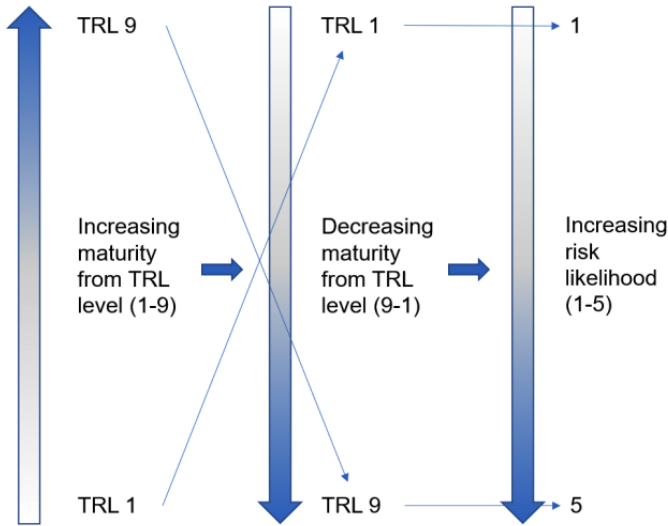 TRL 9
TRL 1
1
Increasing
maturity
from TRL
level (1-9)
Decreasing
maturity
from TRL
level (9-1)
Increasing
risk
likelihood
(1-5)
TRL 1
TRL 9
5